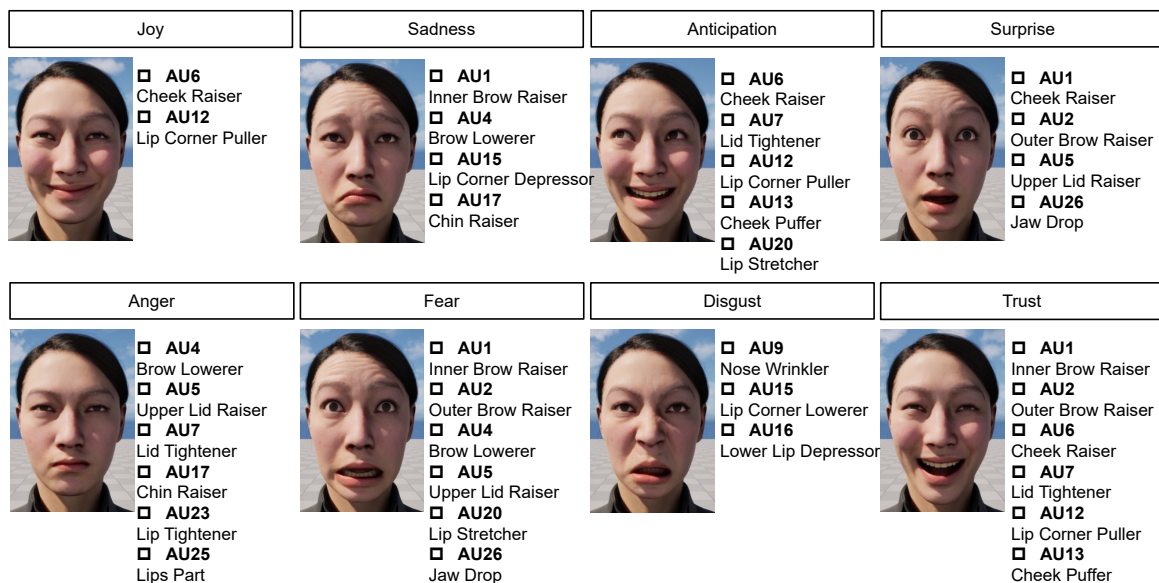 Joy
AU6
Cheek Raiser
AU12
Lip Corner Puller
Sadness
AU1
Inner Brow Raiser
AU4
Brow Lowerer
AU15
Lip Corner Depressor
AU17
Chin Raiser
Anticipation
AU6
Cheek Raiser
AU7
Lid Tightener
AU12
Lip Corner Puller
AU13
Cheek Puffer
AU20
Lip Stretcher
Surprise
AU1
Cheek Raiser
AU2
Outer Brow Raiser
AU5
Upper Lid Raiser
AU26
Jaw Drop
Anger
AU4
Brow Lowerer
AU5
Upper Lid Raiser
AU7
Lid Tightener
AU17
Chin Raiser
AU23
Lip Tightener
AU25
Lips Part
Fear
AU1
Inner Brow Raiser
AU2
Outer Brow Raiser
AU4
Brow Lowerer
AU5
Upper Lid Raiser
AU20
Lip Stretcher
AU26
Jaw Drop
Disgust
AU9
Nose Wrinkler
AU15
Lip Corner Lowerer
AU16
Lower Lip Depressor
Trust
AU1
Inner Brow Raiser
AU2
Outer Brow Raiser
AU6
Cheek Raiser
AU7
Lid Tightener
AU12
Lip Corner Puller
AU13
Cheek Puffer